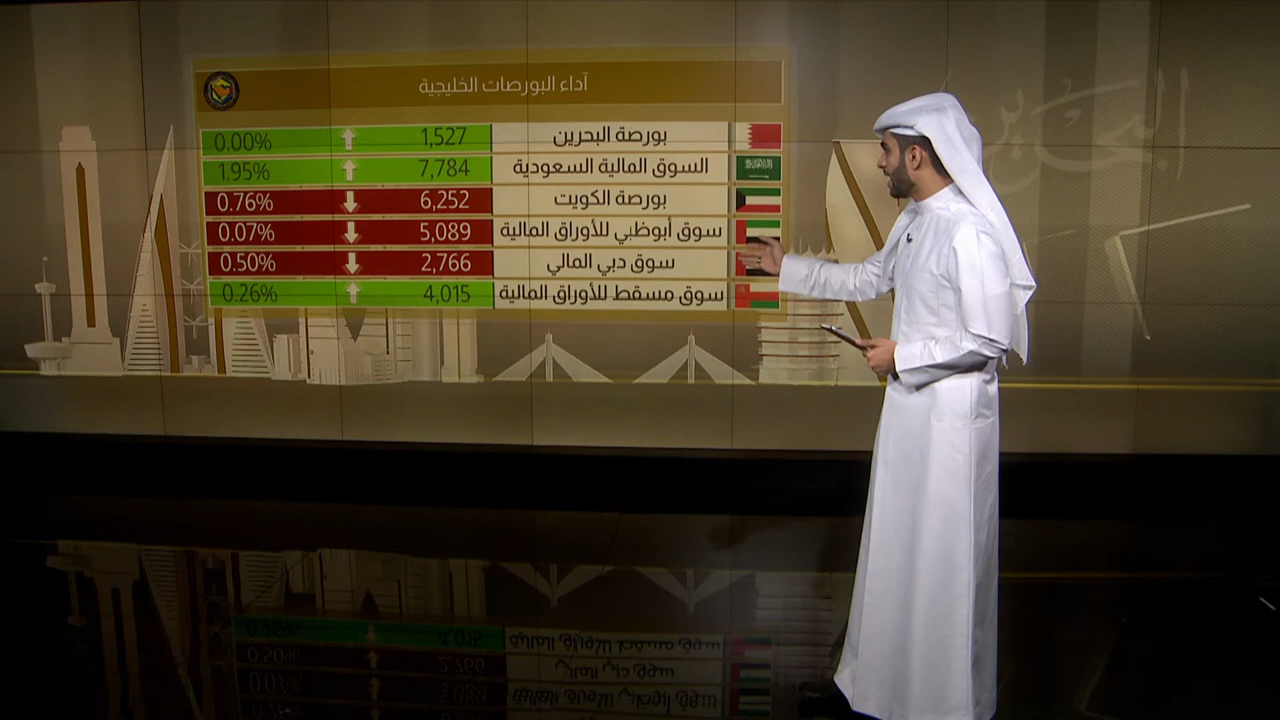 آداء البورصات الخليجية
بورصة البحرين 1,527 0.00%
السوق المالية السعودية 7,784 1.95%
بورصة الكويت 6,252 0.76%
سوق أبوظبي للأوراق المالية 5,089 0.07%
سوق دبي المالي 2,766 0.50%
سوق مسقط للأوراق المالية 4,015 0.26%
البحرين